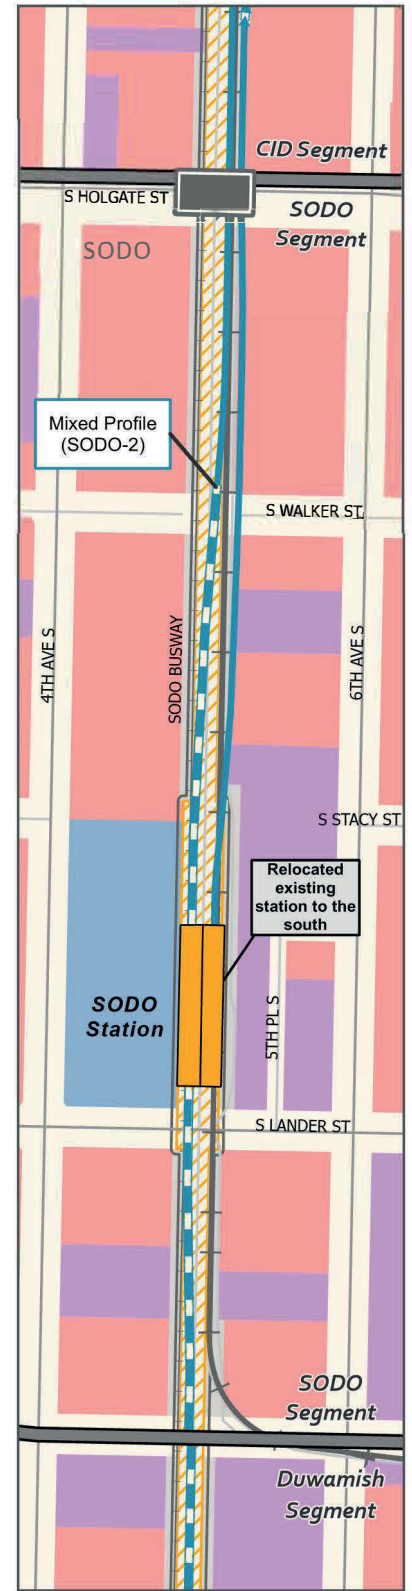 CID Segment
S HOLGATE ST
SODO
Segment
SODO
Mixed Profile
(SODO-2)
S WALKER ST.
4TH AVE S
SODO BUSWAY
6TH AVE S
S STACY ST
Relocated
existing
station to the
south
SODO
Station
5TH PL S
S LANDER ST
SODO
Segment
Duwamish
Segment